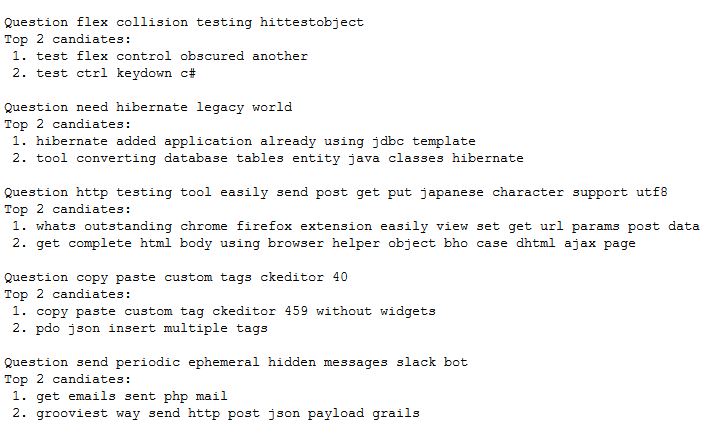 Question flex collision testing hittestobject
Top 2 candiates:
1. test flex control obscured another
2. test ctrl keydown c#
Question need hibernate legacy world
Top 2 candiates:
1. hibernate added application already using jdbc template
2. tool converting database tables entity java classes hibernate
Question http testing tool easily send post get put japanese character support utf8
Top 2 candiates:
1. whats outstanding chrome firefox extension easily view set get url params post data
2. get complete html body using browser helper object bho case dhtml ajax page
Question copy paste custom tags ckeditor 40
Top 2 candiates:
1. copy paste custom tag ckeditor 459 without widgets
2. pdo json insert multiple tags
Question send periodic ephemeral hidden messages slack bot
Top 2 candiates:
1. get emails sent php mail
2. grooviest way send http post json payload grails